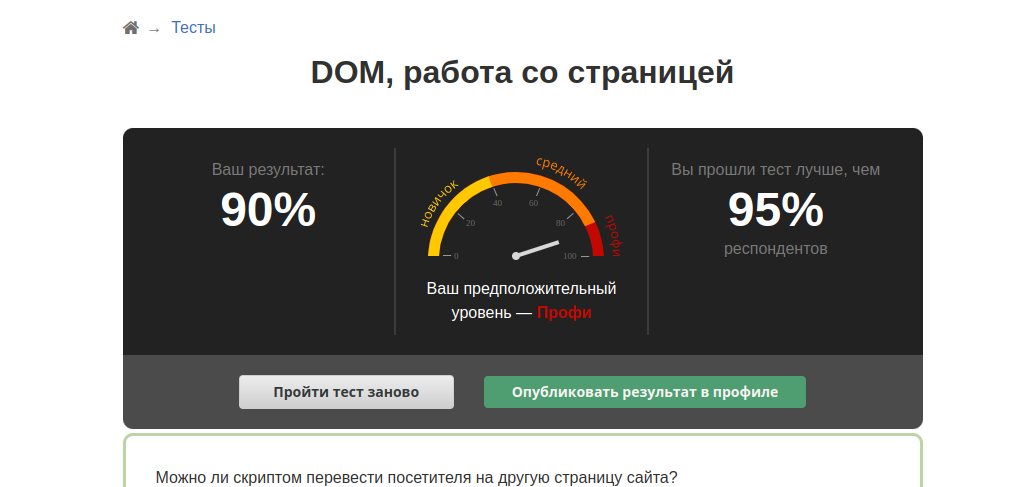 → Тесты
DOM, работа со страницей
Ваш результат:
90%
новичок
средний
профи
0
20
40
60
80
100
Ваш предположительный
уровень — Профи
Вы прошли тест лучше, чем
95%
респондентов
Пройти тест заново
Опубликовать результат в профиле
Можно ли скриптом перевести посетителя на другую страницу сайта?